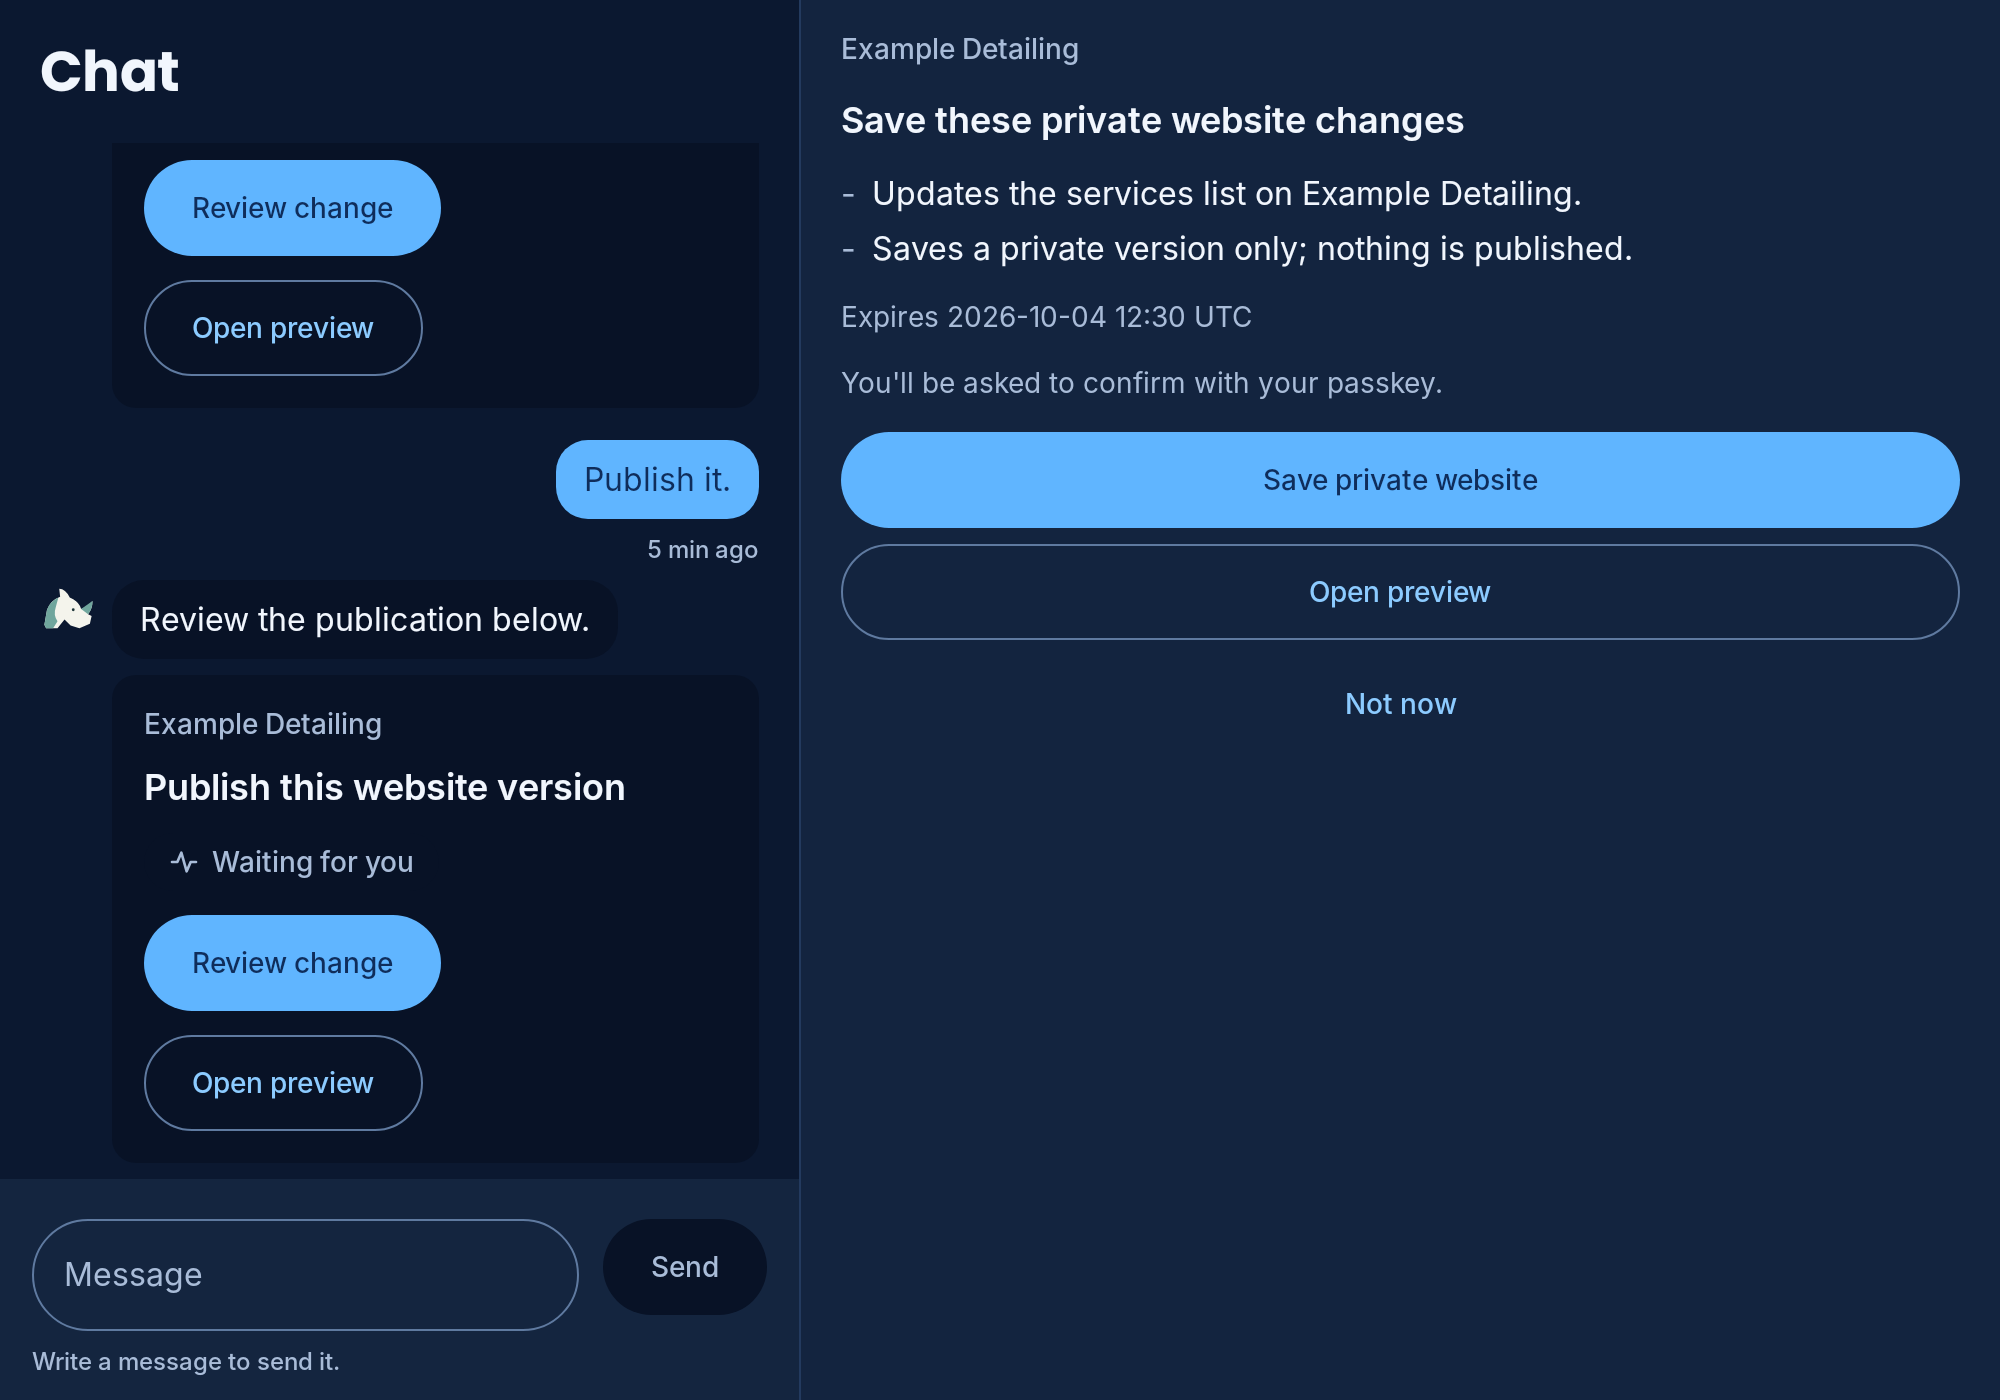 Chat
Review change
Open preview
Publish it.
5 min ago
Review the publication below.
Example Detailing
Publish this website version
Waiting for you
Review change
Open preview
Message
Send
Write a message to send it.
Example Detailing
Save these private website changes
- Updates the services list on Example Detailing.
- Saves a private version only; nothing is published.
Expires 2026-10-04 12:30 UTC
You'll be asked to confirm with your passkey.
Save private website
Open preview
Not now